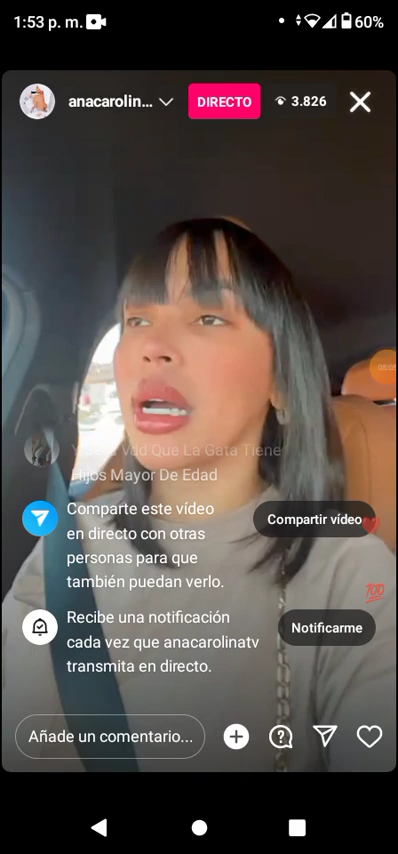 1:53 p. m.
60%
anacarolin...
DIRECTO
3.826
Que La Gata Tiene
Hijos Mayor De Edad
Comparte este vídeo
en directo con otras
personas para que
también puedan verlo.
Compartir vídeo
💯
Recibe una notificación
cada vez que anacarolinatv
transmita en directo.
Notificarme
Añade un comentario...